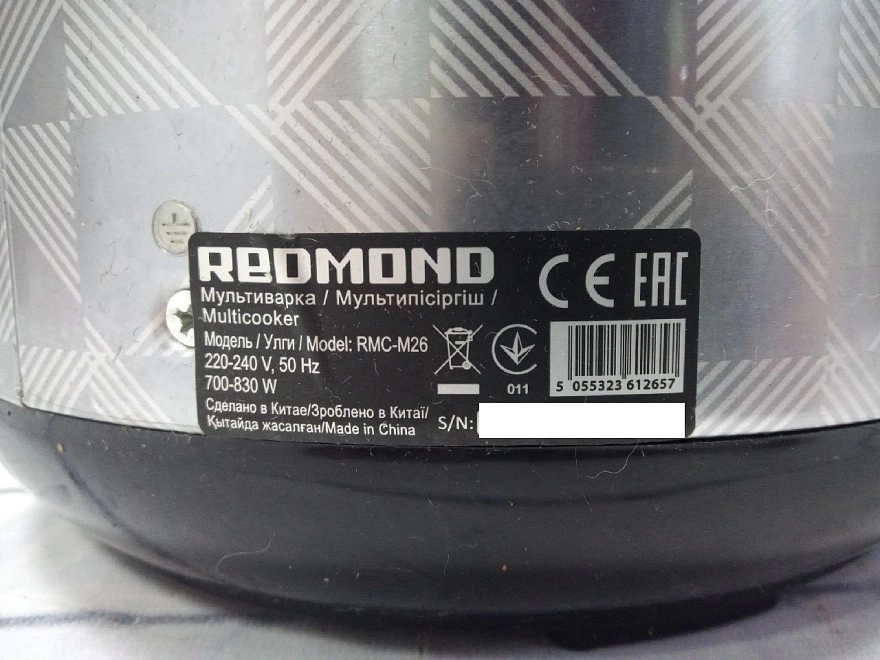 REDMOND
Мультиварка / Мультипісіргіш /
Multicooker
Модель / Улги / Model: RMC-M26
220-240 V, 50 Hz
700-830 W
Сделано в Китае/Зроблено в Китаї/
Қытайда жасалған/Made in China
CE EAC
011
5 055323 612657
S/N: